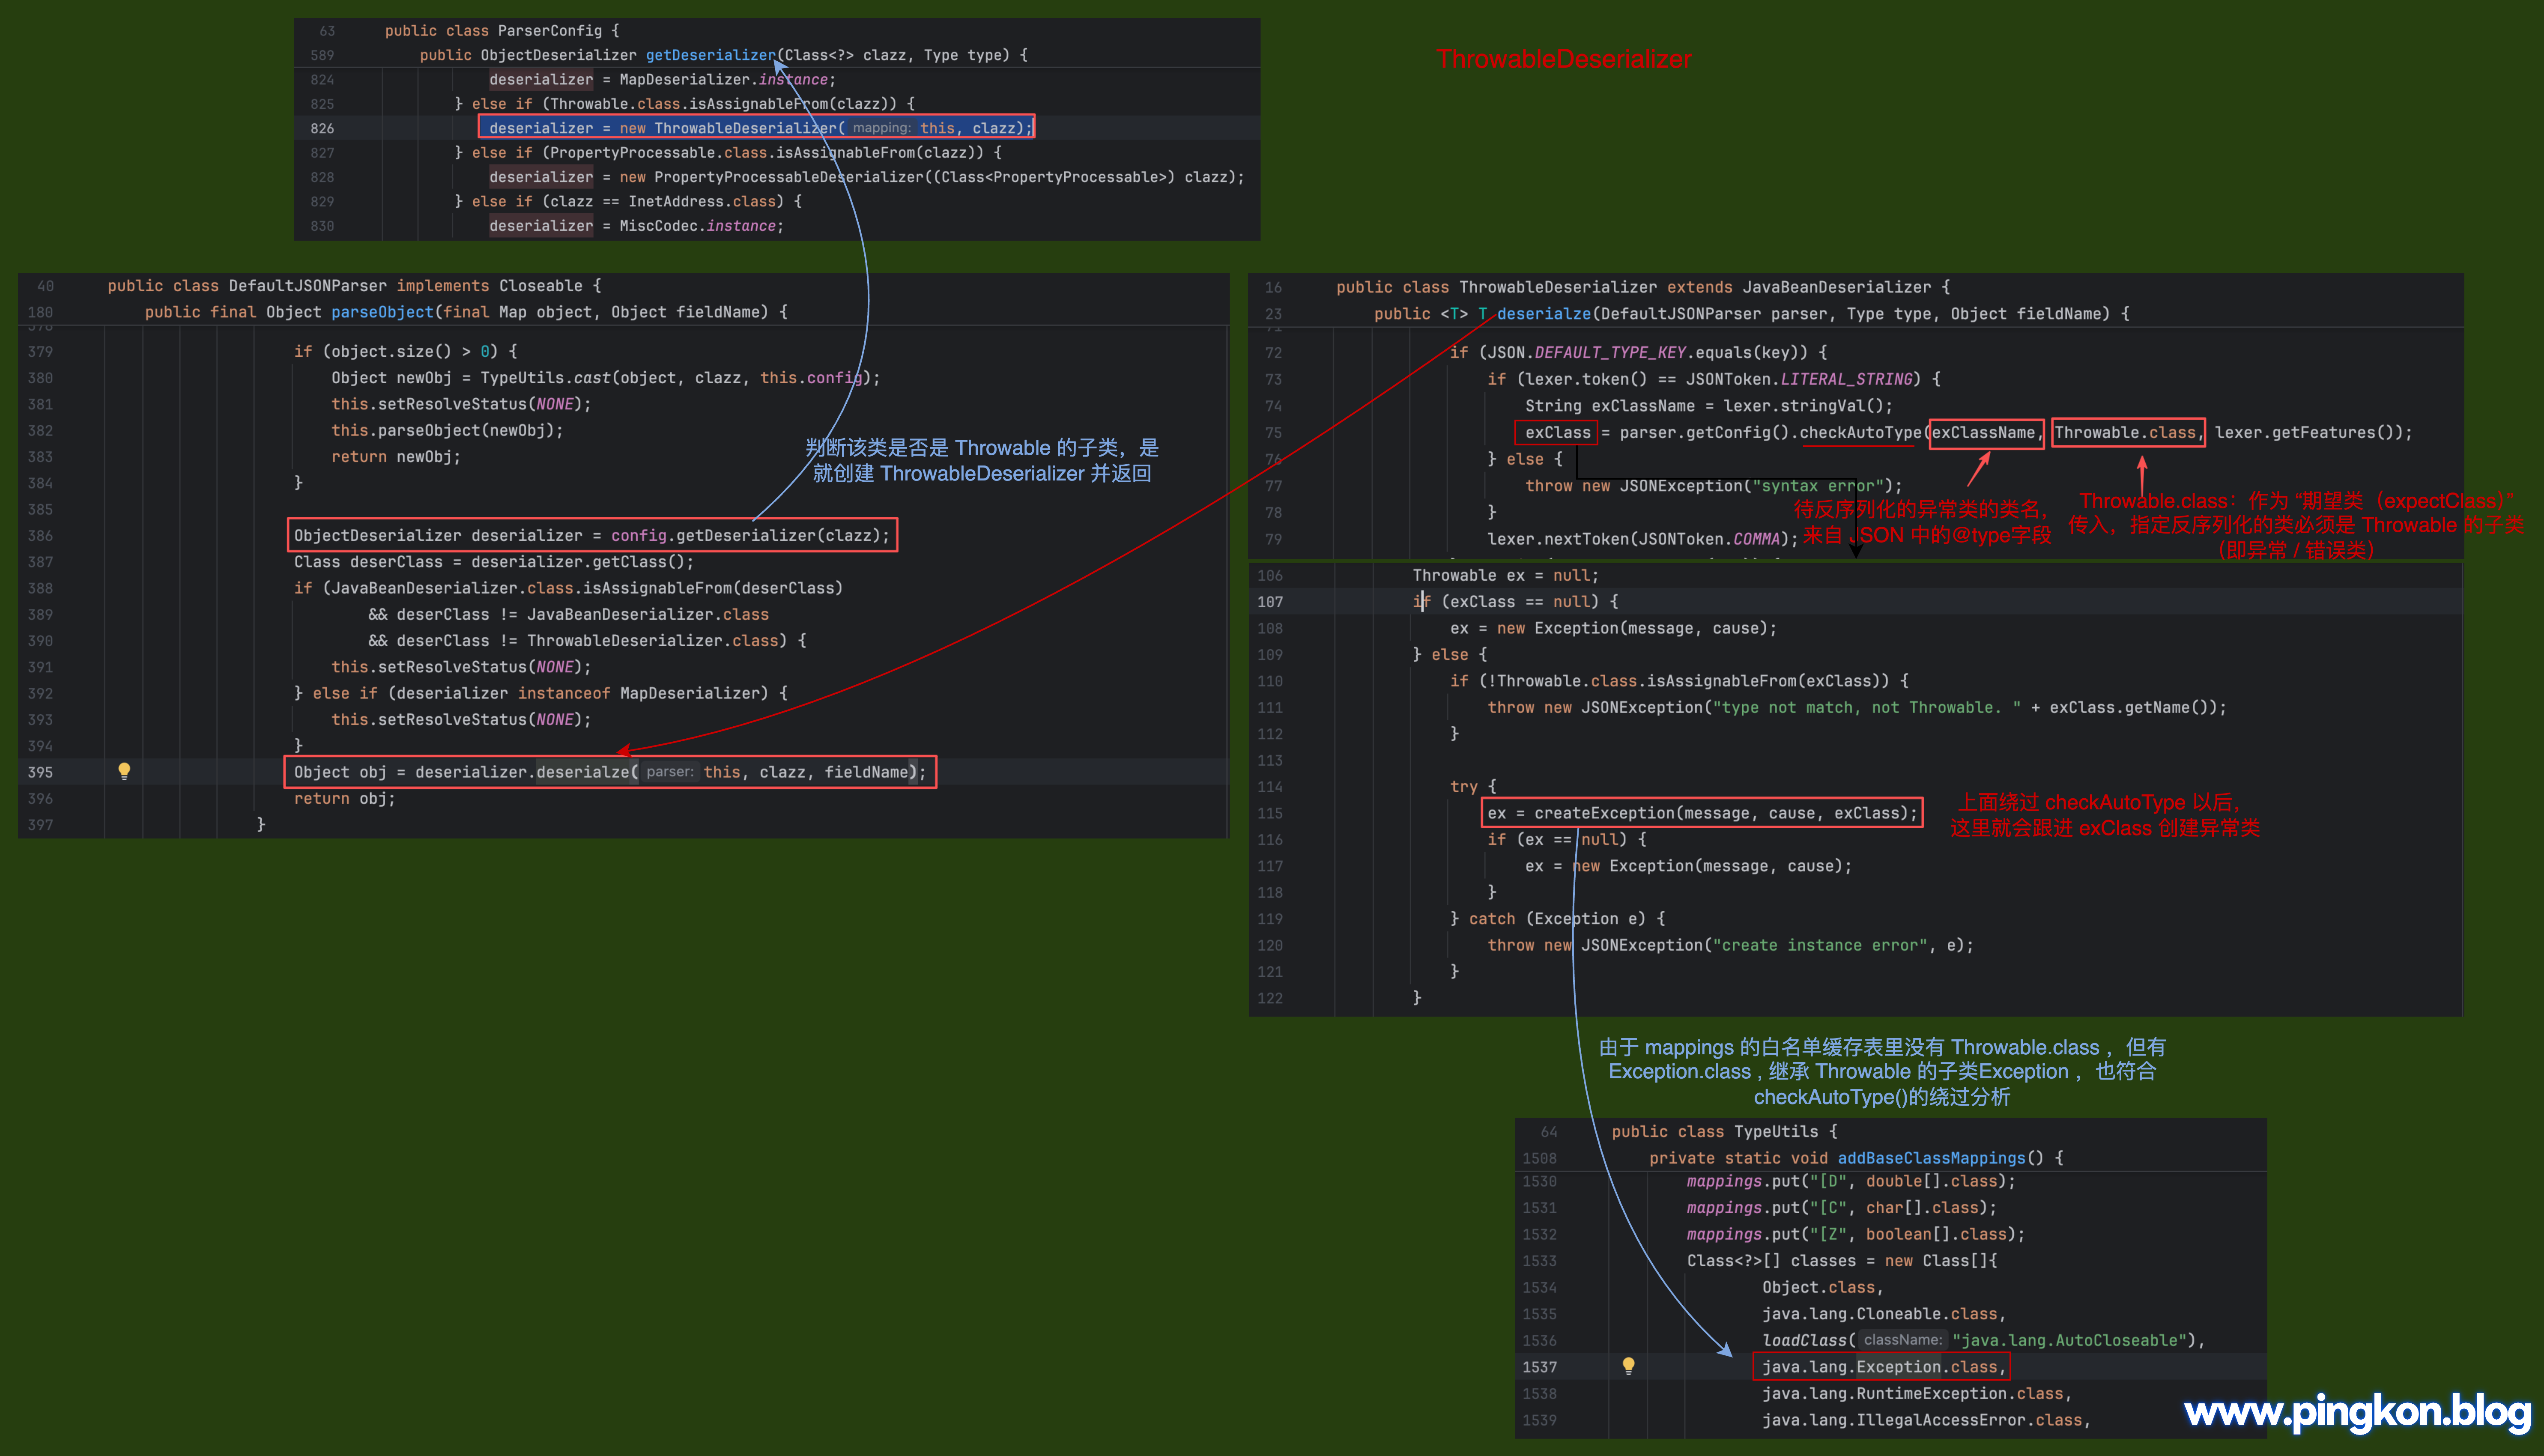 ThrowableDeserializer
63 public class ParserConfig {
589 public ObjectDeserializer getDeserializer(Class<?> clazz, Type type) {
824 deserializer = MapDeserializer.instance;
825 } else if (Throwable.class.isAssignableFrom(clazz)) {
826 deserializer = new ThrowableDeserializer( mapping: this, clazz);
827 } else if (PropertyProcessable.class.isAssignableFrom(clazz)) {
828 deserializer = new PropertyProcessableDeserializer((Class<PropertyProcessable>) clazz);
829 } else if (clazz == InetAddress.class) {
830 deserializer = MiscCodec.instance;
40 public class DefaultJSONParser implements Closeable {
180 public final Object parseObject(final Map object, Object fieldName) {
379 if (object.size() > 0) {
380 Object newObj = TypeUtils.cast(object, clazz, this.config);
381 this.setResolveStatus(NONE);
382 this.parseObject(newObj);
383 return newObj;
384 }
385
386 ObjectDeserializer deserializer = config.getDeserializer(clazz);
387 Class deserClass = deserializer.getClass();
388 if (JavaBeanDeserializer.class.isAssignableFrom(deserClass)
389 && deserClass != JavaBeanDeserializer.class
390 && deserClass != ThrowableDeserializer.class) {
391 this.setResolveStatus(NONE);
392 } else if (deserializer instanceof MapDeserializer) {
393 this.setResolveStatus(NONE);
394 }
395 Object obj = deserializer.deserialze( parser: this, clazz, fieldName);
396 return obj;
397 }
判断该类是否是 Throwable 的子类，是
就创建 ThrowableDeserializer 并返回
16 public class ThrowableDeserializer extends JavaBeanDeserializer {
23 public <T> T deserialze(DefaultJSONParser parser, Type type, Object fieldName) {
72 if (JSON.DEFAULT_TYPE_KEY.equals(key)) {
73 if (lexer.token() == JSONToken.LITERAL_STRING) {
74 String exClassName = lexer.stringVal();
75 exClass = parser.getConfig().checkAutoType(exClassName, Throwable.class, lexer.getFeatures());
76 } else {
77 throw new JSONException("syntax error");
78 }
79 lexer.nextToken(JSONToken.COMMA);
待反序列化的异常类的类名，
来自 JSON 中的@type字段
Throwable.class：作为 “期望类（expectClass）”
传入，指定反序列化的类必须是 Throwable 的子类
（即异常 / 错误类）
106 Throwable ex = null;
107 if (exClass == null) {
108 ex = new Exception(message, cause);
109 } else {
110 if (!Throwable.class.isAssignableFrom(exClass)) {
111 throw new JSONException("type not match, not Throwable. " + exClass.getName());
112 }
113
114 try {
115 ex = createException(message, cause, exClass);
116 if (ex == null) {
117 ex = new Exception(message, cause);
118 }
119 } catch (Exception e) {
120 throw new JSONException("create instance error", e);
121 }
122 }
上面绕过 checkAutoType 以后，
这里就会跟进 exClass 创建异常类
由于 mappings 的白名单缓存表里没有 Throwable.class ，但有
Exception.class , 继承 Throwable 的子类Exception ，也符合
checkAutoType()的绕过分析
64 public class TypeUtils {
1508 private static void addBaseClassMappings() {
1530 mappings.put("[D", double[].class);
1531 mappings.put("[C", char[].class);
1532 mappings.put("[Z", boolean[].class);
1533 Class<?>[] classes = new Class[]{
1534 Object.class,
1535 java.lang.Cloneable.class,
1536 loadClass( className: "java.lang.AutoCloseable"),
1537 java.lang.Exception.class,
1538 java.lang.RuntimeException.class,
1539 java.lang.IllegalAccessError.class,
www.pingkon.blog